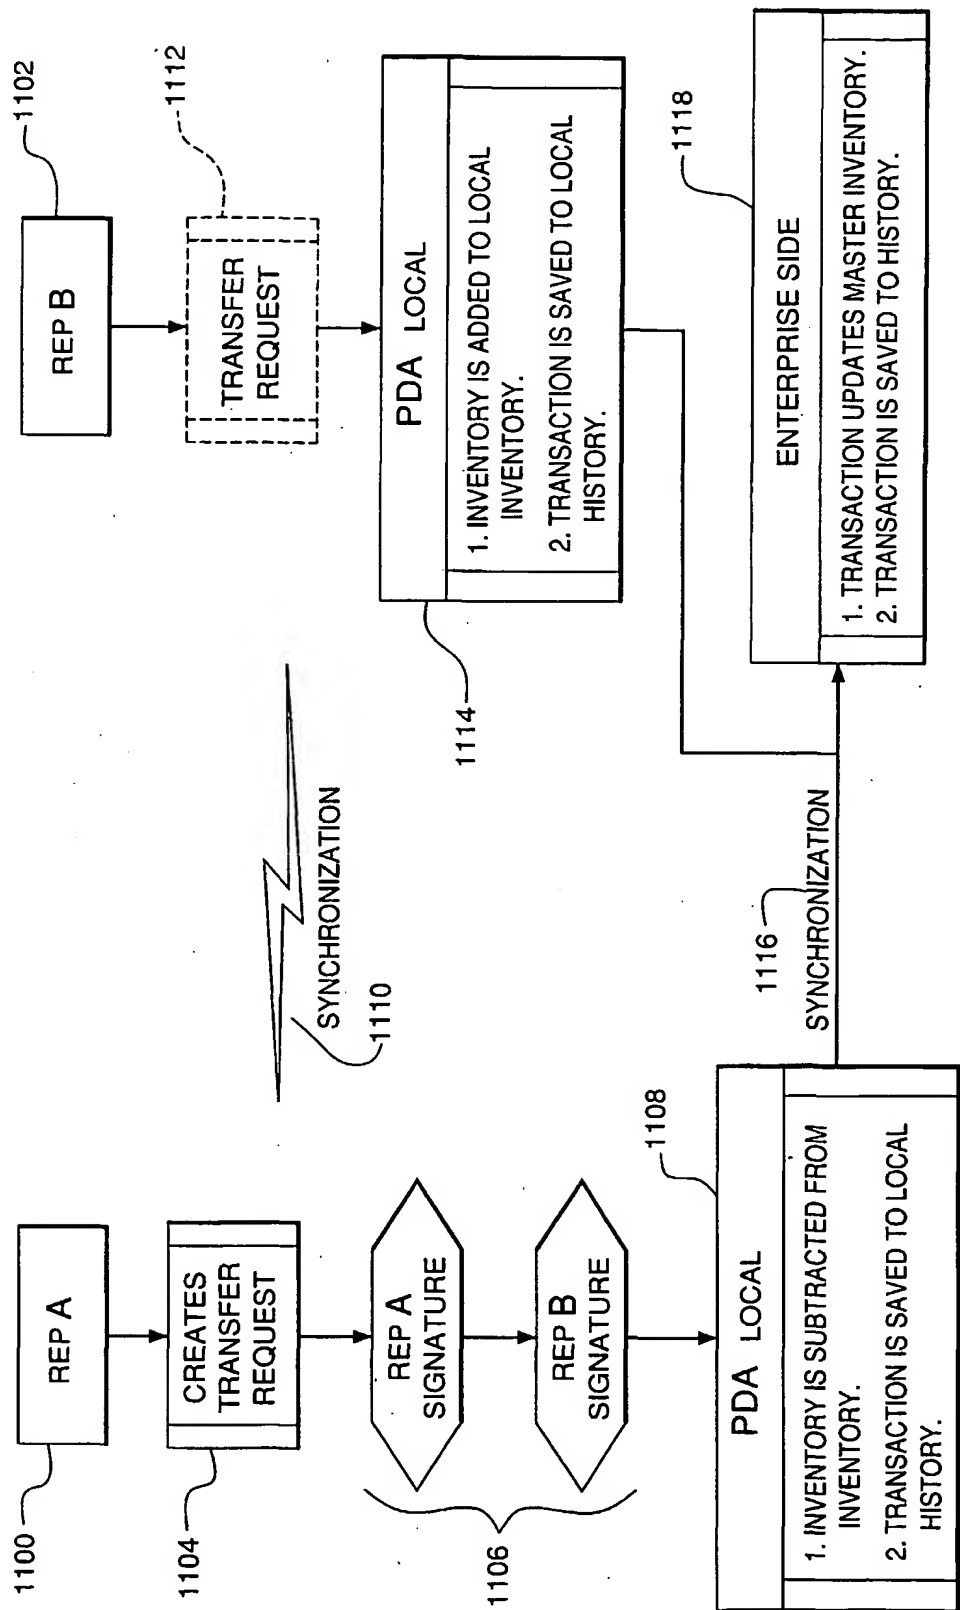 1100
REP A
1104
CREATES
TRANSFER
REQUEST
1106
REP A
SIGNATURE
REP B
SIGNATURE
1108
PDA LOCAL
1. INVENTORY IS SUBTRACTED FROM
INVENTORY.
2. TRANSACTION IS SAVED TO LOCAL
HISTORY.
SYNCHRONIZATION
1110
1102
REP B
1112
TRANSFER
REQUEST
1114
PDA LOCAL
1. INVENTORY IS ADDED TO LOCAL
INVENTORY.
2. TRANSACTION IS SAVED TO LOCAL
HISTORY.
1116
SYNCHRONIZATION
1118
ENTERPRISE SIDE
1. TRANSACTION UPDATES MASTER INVENTORY.
2. TRANSACTION IS SAVED TO HISTORY.